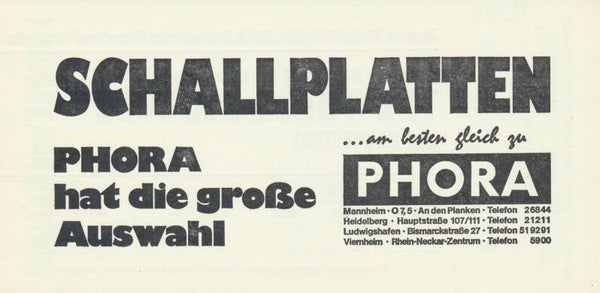 SCHALLPLATTEN
PHORA
hat die große
Auswahl
...am besten gleich zu
PHORA
Mannheim · O 7, 5 · An den Planken · Telefon 26844
Heidelberg · Hauptstraße 107/111 · Telefon 21211
Ludwigshafen · Bismarckstraße 27 · Telefon 519291
Viernheim · Rhein-Neckar-Zentrum · Telefon 5900